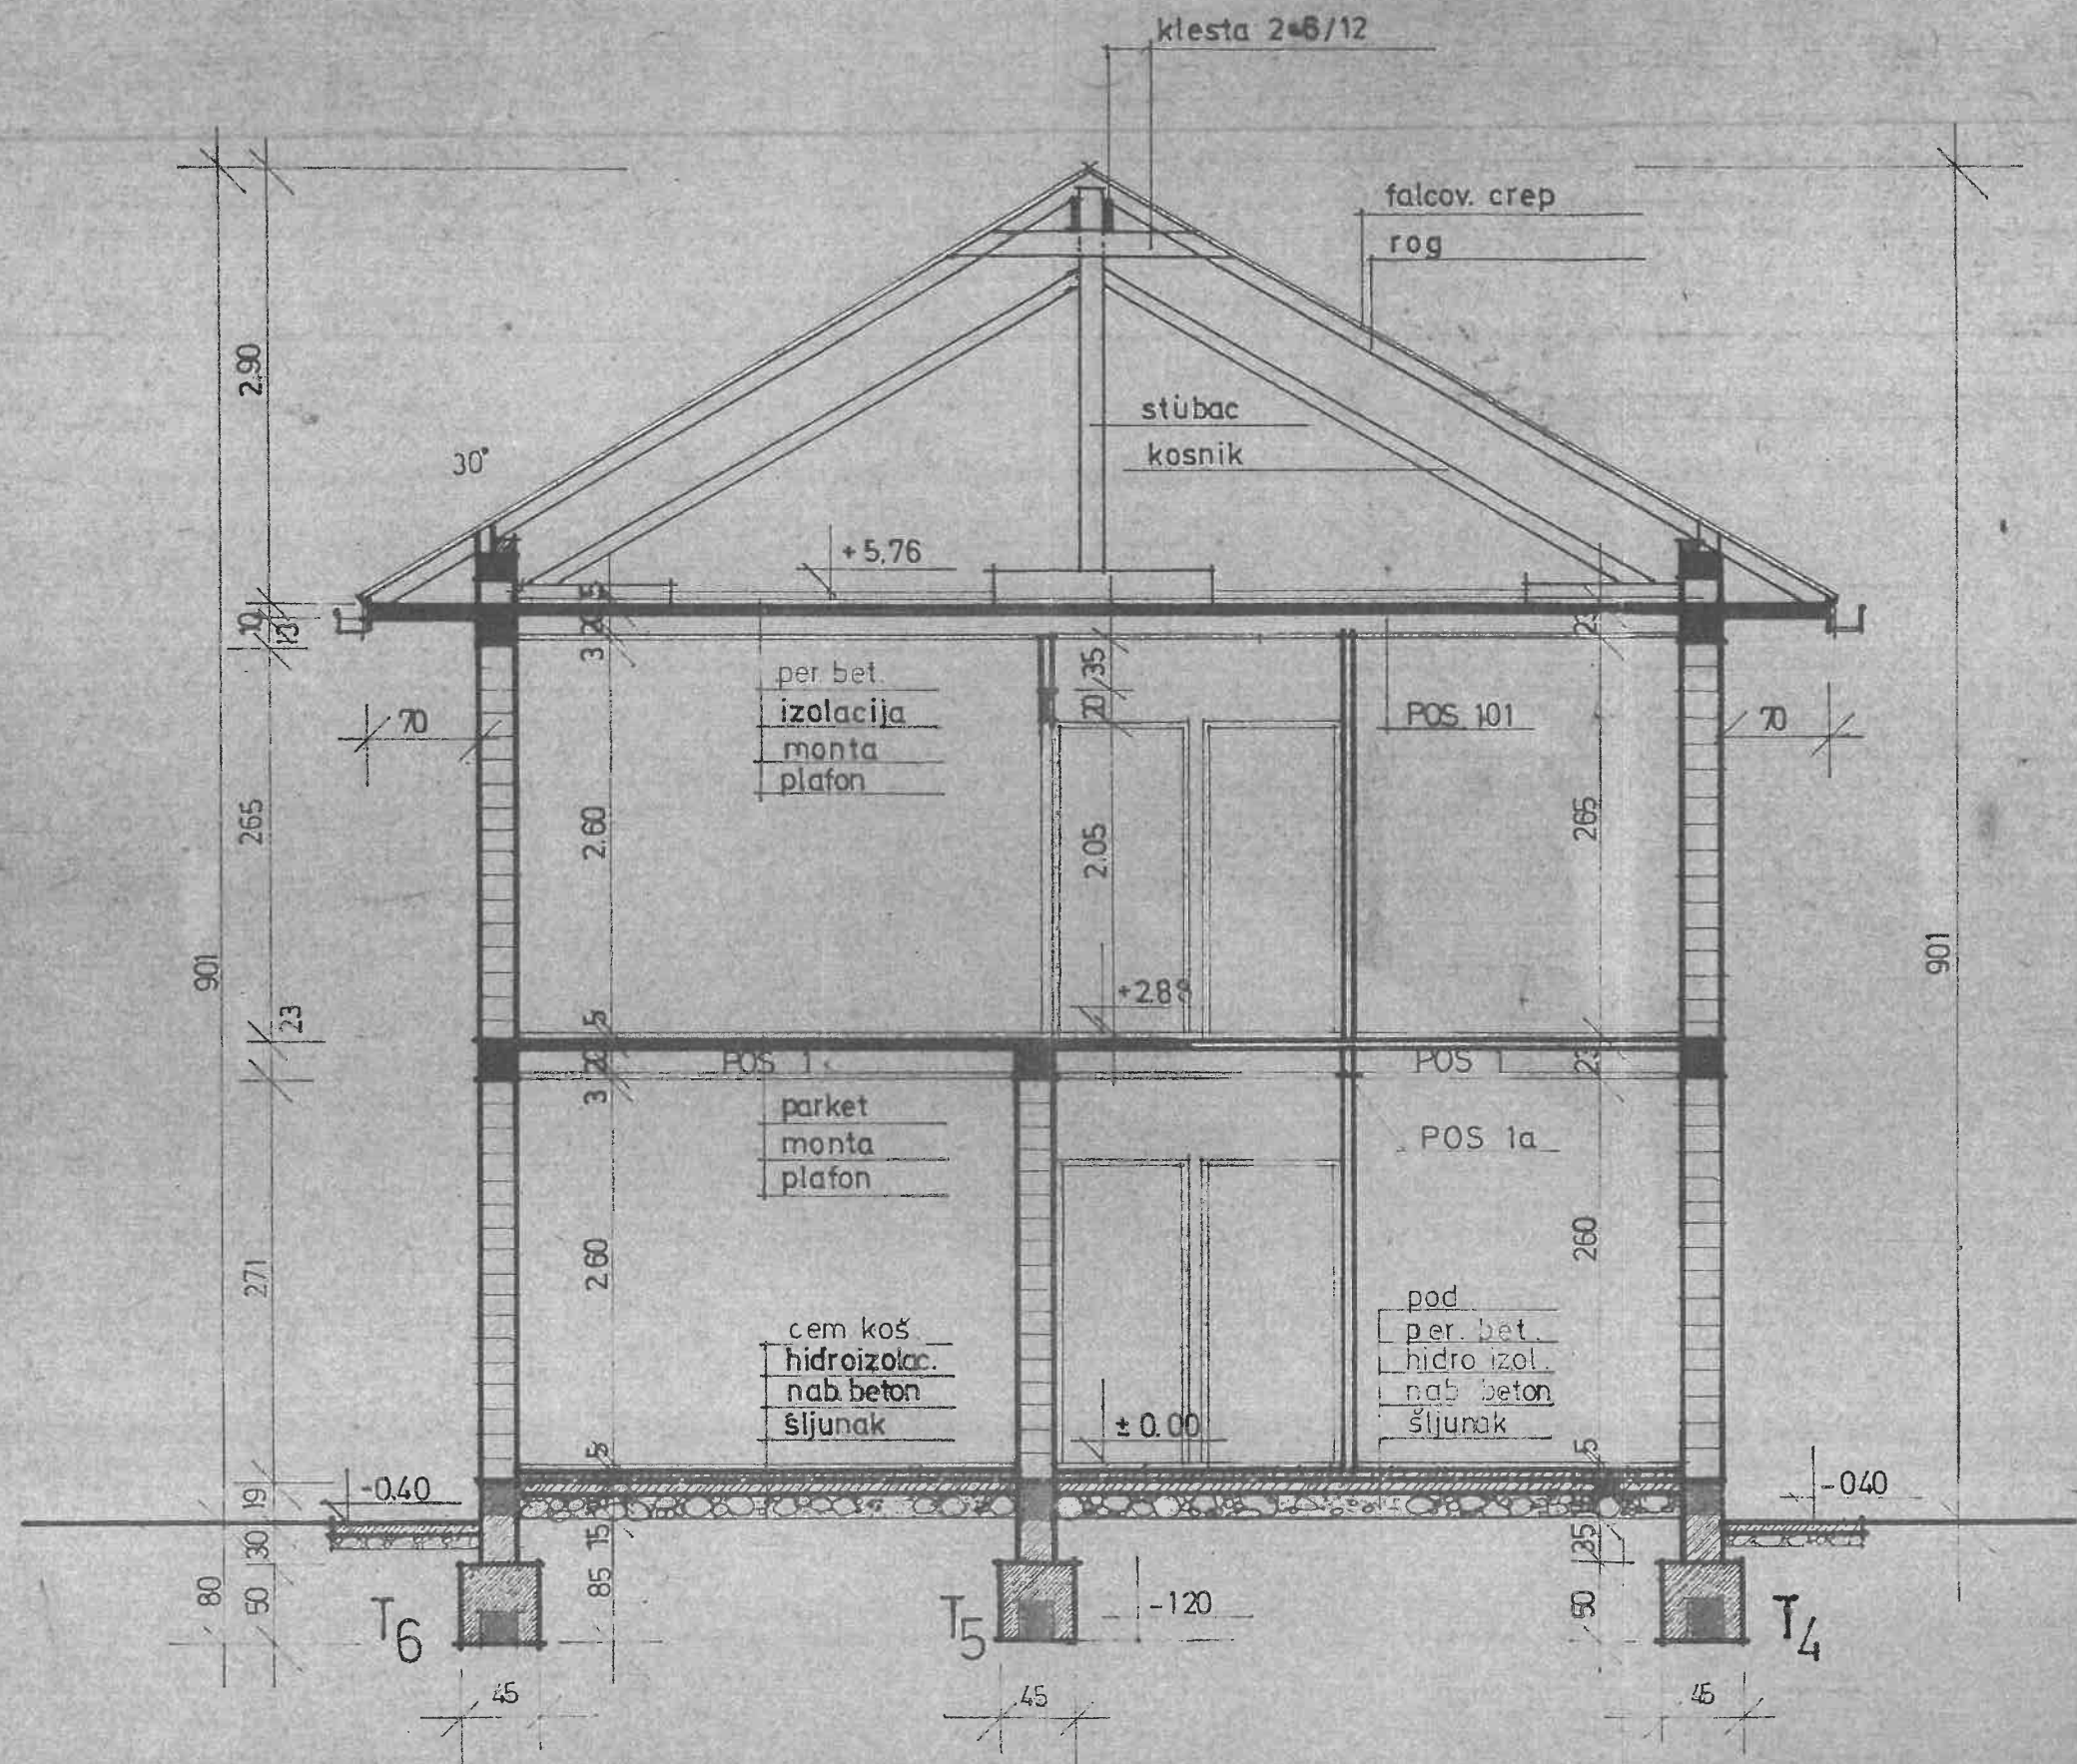 klesta 2•6/12
falcov. crep
rog
2.90
30°
stubac
kosnik
+5,76
10
13
3
35
20
23
per bet.
izolacija
monta
plafon
POS 101
70
70
265
2.60
2.05
265
901
901
23
+2.88
5
3
20
POS 1
POS 1
23
parket
monta
plafon
POS 1a
271
2.60
260
cem koš
hidroizolac.
nab. beton
šljunak
pod
per. bet.
hidro izol.
nab beton
šljunak
± 0.00
5
5
-0.40
-040
19
30
50
80
15
85
35
50
-120
T6
T5
T4
45
45
45